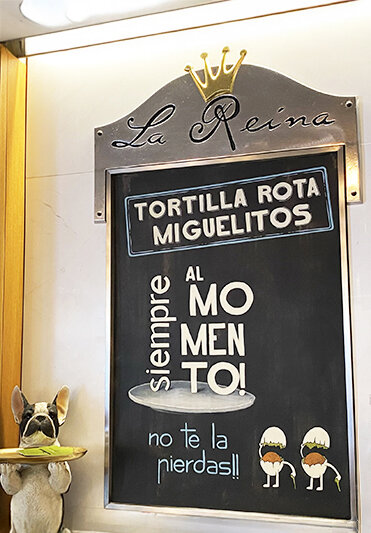 La Reina
TORTILLA ROTA
MIGUELITOS
siempre
AL
MO
MEN
TO!
no te la
pierdas!!